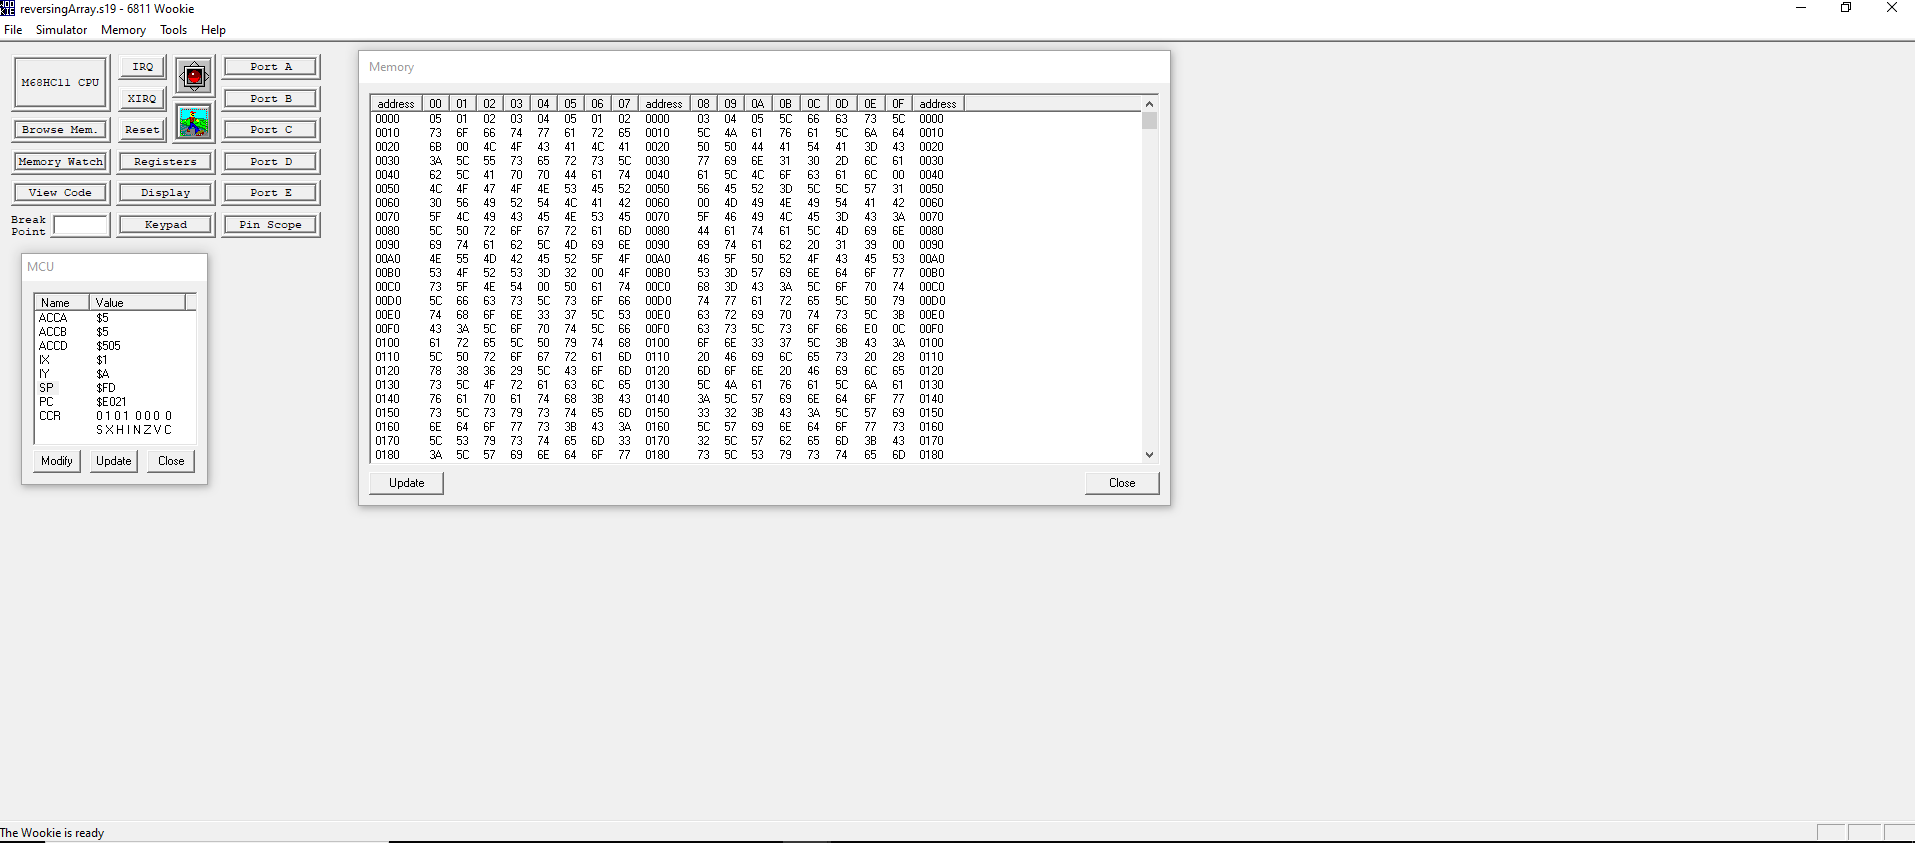 WOO
KIE
reversingArray.s19 - 6811 Wookie
File Simulator Memory Tools Help
M68HC11 CPU
IRQ
XIRQ
Port A
Port B
Browse Mem.
Reset
Port C
Memory Watch
Registers
Port D
View Code
Display
Port E
Break
Point
Keypad
Pin Scope
MCU
Name Value
ACCA $5
ACCB $5
ACCD $505
IX $1
IY $A
SP $FD
PC $E021
CCR 0 1 0 1 0 0 0 0
S X H I N Z V C
Modify Update Close
Memory
address 00 01 02 03 04 05 06 07 address 08 09 0A 0B 0C 0D 0E 0F address
0000 05 01 02 03 04 05 01 02 0000 03 04 05 5C 66 63 73 5C 0000
0010 73 6F 66 74 77 61 72 65 0010 5C 4A 61 76 61 5C 6A 64 0010
0020 6B 00 4C 4F 43 41 4C 41 0020 50 50 44 41 54 41 3D 43 0020
0030 3A 5C 55 73 65 72 73 5C 0030 77 69 6E 31 30 2D 6C 61 0030
0040 62 5C 41 70 70 44 61 74 0040 61 5C 4C 6F 63 61 6C 00 0040
0050 4C 4F 47 4F 4E 53 45 52 0050 56 45 52 3D 5C 5C 57 31 0050
0060 30 56 49 52 54 4C 41 42 0060 00 4D 49 4E 49 54 41 42 0060
0070 5F 4C 49 43 45 4E 53 45 0070 5F 46 49 4C 45 3D 43 3A 0070
0080 5C 50 72 6F 67 72 61 6D 0080 44 61 74 61 5C 4D 69 6E 0080
0090 69 74 61 62 5C 4D 69 6E 0090 69 74 61 62 20 31 39 00 0090
00A0 4E 55 4D 42 45 52 5F 4F 00A0 46 5F 50 52 4F 43 45 53 00A0
00B0 53 4F 52 53 3D 32 00 4F 00B0 53 3D 57 69 6E 64 6F 77 00B0
00C0 73 5F 4E 54 00 50 61 74 00C0 68 3D 43 3A 5C 6F 70 74 00C0
00D0 5C 66 63 73 5C 73 6F 66 00D0 74 77 61 72 65 5C 50 79 00D0
00E0 74 68 6F 6E 33 37 5C 53 00E0 63 72 69 70 74 73 5C 3B 00E0
00F0 43 3A 5C 6F 70 74 5C 66 00F0 63 73 5C 73 6F 66 E0 0C 00F0
0100 61 72 65 5C 50 79 74 68 0100 6F 6E 33 37 5C 3B 43 3A 0100
0110 5C 50 72 6F 67 72 61 6D 0110 20 46 69 6C 65 73 20 28 0110
0120 78 38 36 29 5C 43 6F 6D 0120 6D 6F 6E 20 46 69 6C 65 0120
0130 73 5C 4F 72 61 63 6C 65 0130 5C 4A 61 76 61 5C 6A 61 0130
0140 76 61 70 61 74 68 3B 43 0140 3A 5C 57 69 6E 64 6F 77 0140
0150 73 5C 73 79 73 74 65 6D 0150 33 32 3B 43 3A 5C 57 69 0150
0160 6E 64 6F 77 73 3B 43 3A 0160 5C 57 69 6E 64 6F 77 73 0160
0170 5C 53 79 73 74 65 6D 33 0170 32 5C 57 62 65 6D 3B 43 0170
0180 3A 5C 57 69 6E 64 6F 77 0180 73 5C 53 79 73 74 65 6D 0180
Update Close
The Wookie is ready